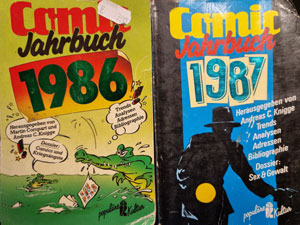 Comic
Jahrbuch
1986
Herausgegeben von
Martin Compart und
Andreas C. Knigge
Trends
Analysen
Adressen
Bibliographie
Dossier:
Comics und
Kriegsängste
populäre
Kultur
Comic
Jahrbuch
1987
Herausgegeben von
Andreas C. Knigge
Trends
Analysen
Adressen
Bibliographie
Dossier:
Sex & Gewalt
populäre
Kultur